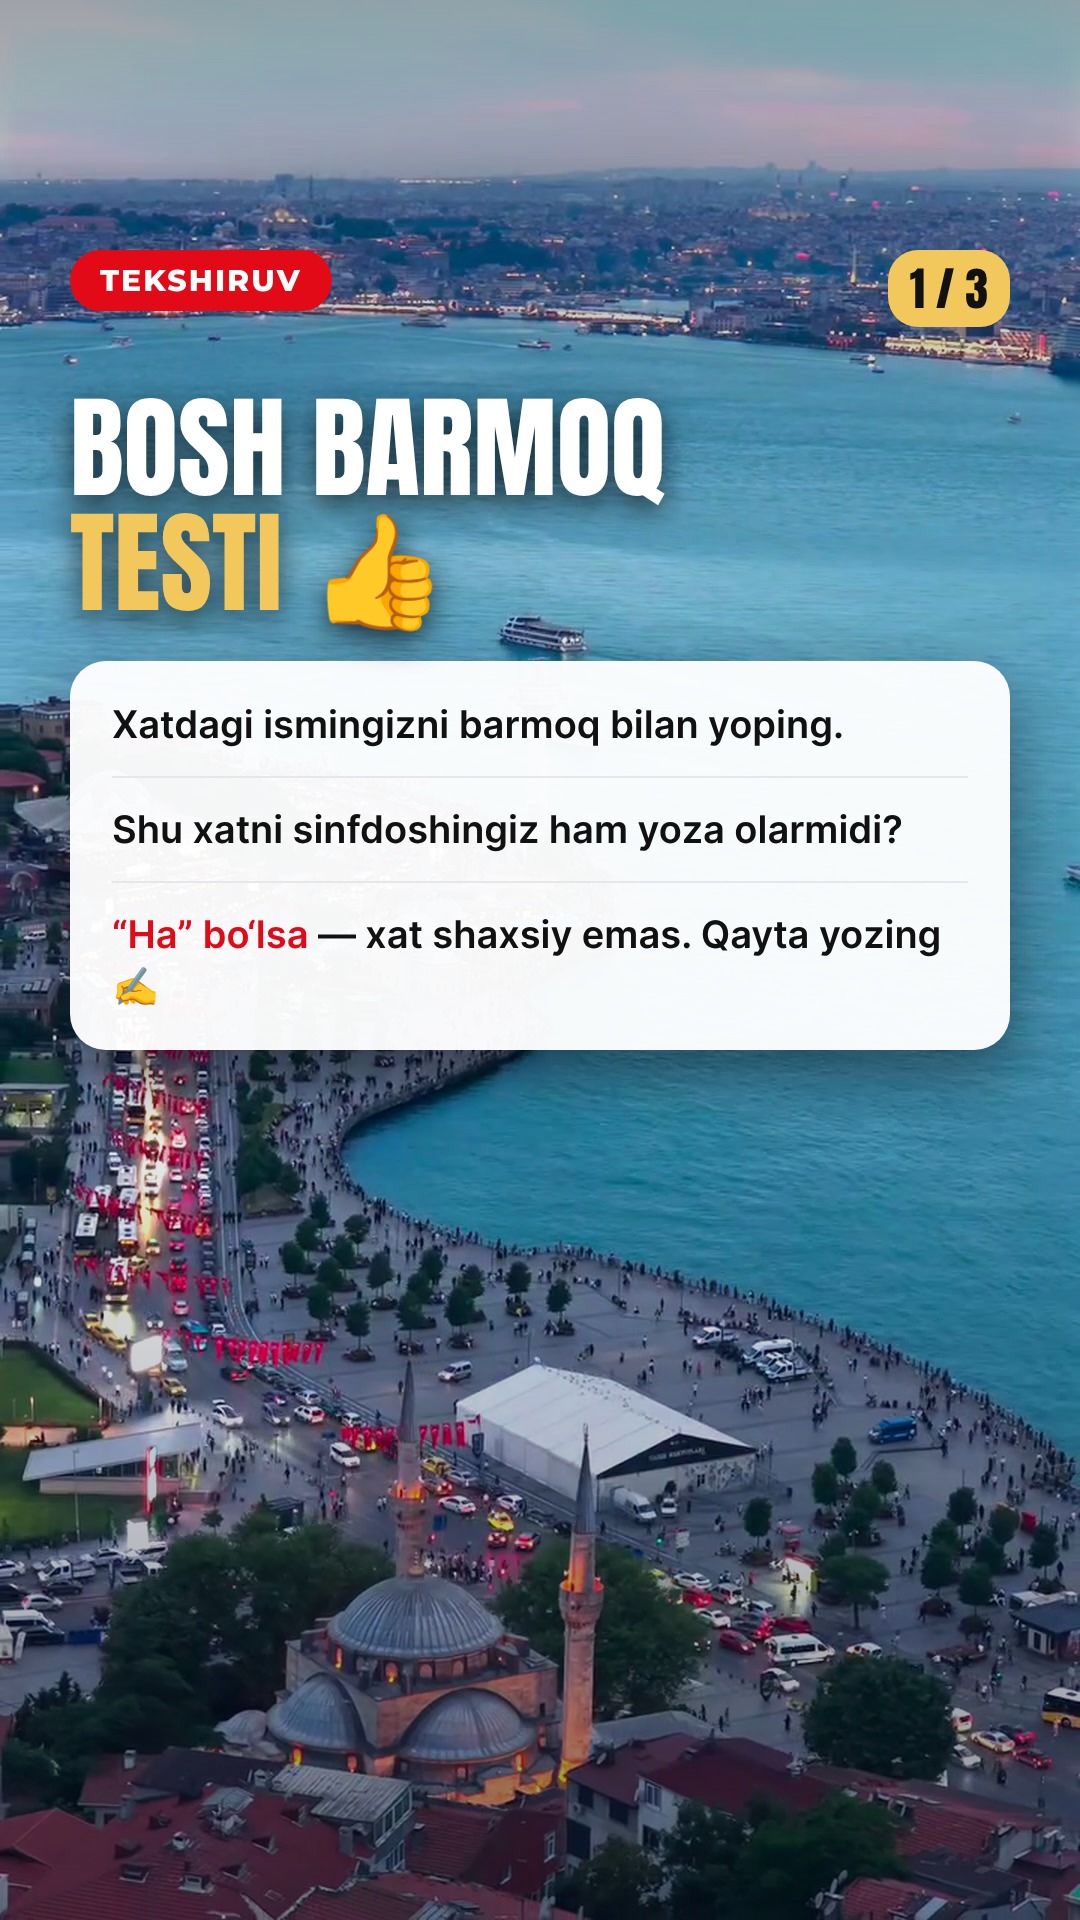 TEKSHIRUV
1 / 3
BOSH BARMOQ
TESTI 👍
Xatdagi ismingizni barmoq bilan yoping.
Shu xatni sinfdoshingiz ham yoza olarmidi?
“Ha” bo‘lsa — xat shaxsiy emas. Qayta yozing
✍️